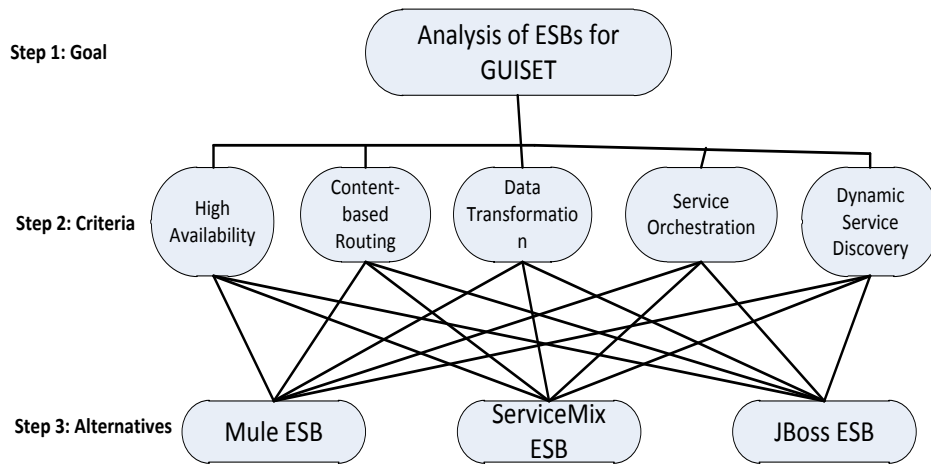 Analysis of ESBs for
GUISET
Step 1: Goal
High
Availability
Content-
based
Routing
Data
Transformatio
n
Service
Orchestration
Dynamic
Service
Discovery
Step 2: Criteria
Step 3: Alternatives
Mule ESB
ServiceMix
ESB
JBoss ESB